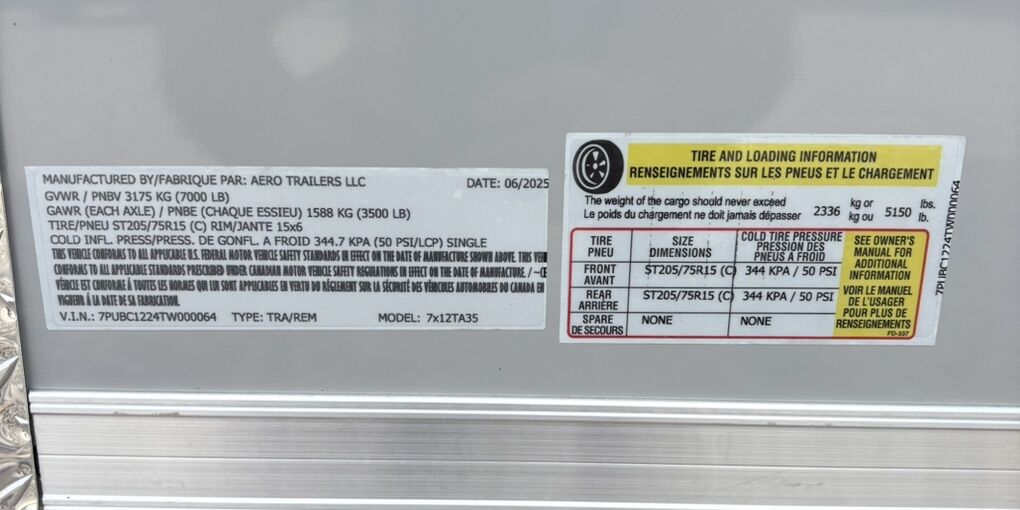 MANUFACTURED BY/FABRIQUE PAR: AERO TRAILERS LLC DATE: 06/2025
GVWR / PNBV 3175 KG (7000 LB)
GAWR (EACH AXLE) / PNBE (CHAQUE ESSIEU) 1588 KG (3500 LB)
TIRE/PNEU ST205/75R15 (C) RIM/JANTE 15x6
COLD INFL. PRESS/PRESS. DE GONFL. A FROID 344.7 KPA (50 PSI/LCP) SINGLE
THIS VEHICLE CONFORMS TO ALL APPLICABLE U.S. FEDERAL MOTOR VEHICLE SAFETY STANDARDS IN EFFECT ON THE DATE OF MANUFACTURE SHOWN ABOVE. THIS VEH
CONFORMS TO ALL APPLICABLE STANDARDS PRESCRIBED UNDER CANADIAN MOTOR VEHICLE SAFETY REGULATIONS IN EFFECT ON THE DATE OF MANUFACTURE. / ~CE
VÉHICLE EST CONFORME À TOUTES LES NORMES QUI LUI SONT APPLICABLES EN VERTU DU RÉGLEMENT SUR LA SÉCURITÉ DES VÉHICULES AUTOMOBILES DU CANADA EN
VIGUEUR À LA DATE DE SA FABRICATION.
V.I.N.: 7PUBC1224TW000064 TYPE: TRA/REM MODEL: 7x12TA35
TIRE AND LOADING INFORMATION
RENSEIGNEMENTS SUR LES PNEUS ET LE CHARGEMENT
The weight of the cargo should never exceed
Le poids du chargement ne doit jamais dépasser 2336 kg or kg ou 5150 lbs. lb.
TIRE PNEU SIZE DIMENSIONS COLD TIRE PRESSURE PRESSION DES PNEUS A FROID
FRONT AVANT ST205/75R15 (C) 344 KPA / 50 PSI
REAR ARRIÈRE ST205/75R15 (C) 344 KPA / 50 PSI
SPARE DE SECOURS NONE NONE
SEE OWNER'S
MANUAL FOR
ADDITIONAL
INFORMATION
VOIR LE MANUEL
DE L'USAGER
POUR PLUS DE
RENSEIGNEMENTS
FD-337
7PUBC1224TW000064